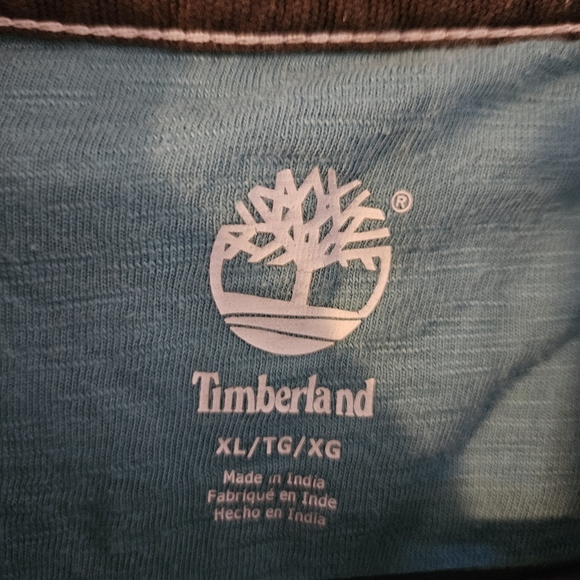 ®
Timberland
XL/TG/XG
Made in India
Fabriqué en Inde
Hecho en India